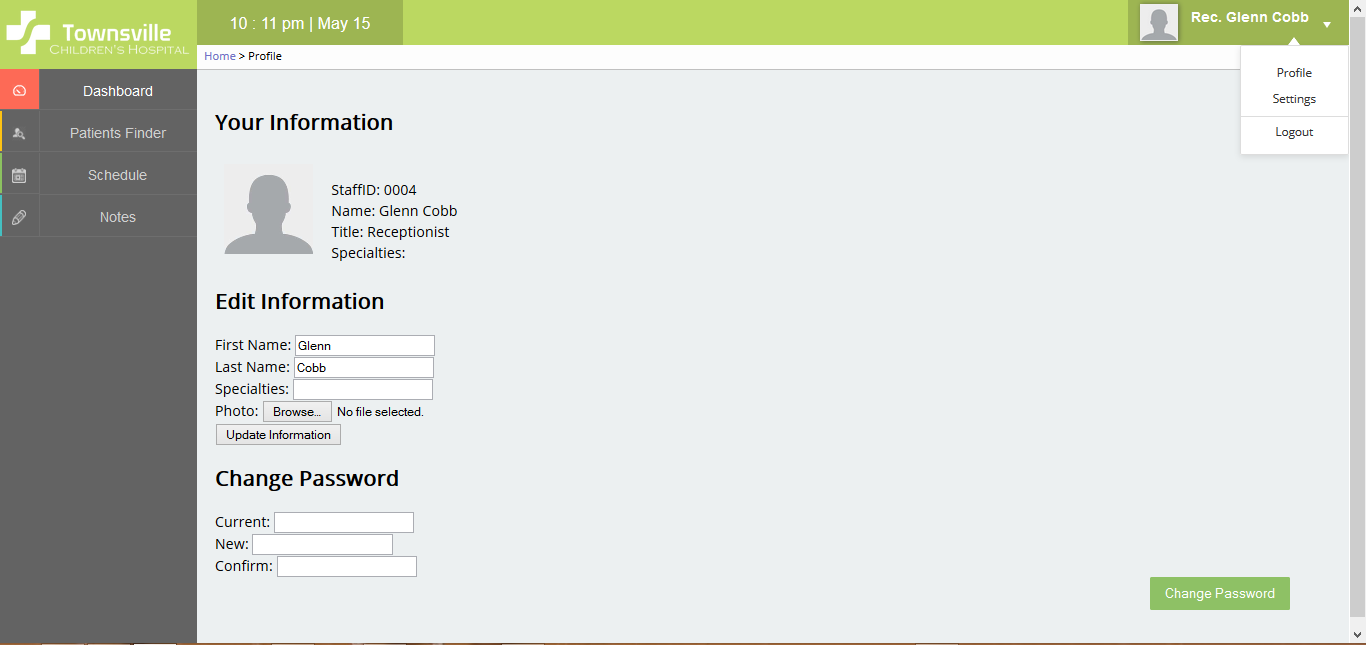 Townsville
CHILDREN'S HOSPITAL
10 : 11 pm | May 15
Rec. Glenn Cobb
Home > Profile
Profile
Settings
Logout
Dashboard
Patients Finder
Schedule
Notes
Your Information
StaffID: 0004
Name: Glenn Cobb
Title: Receptionist
Specialties:
Edit Information
First Name: Glenn
Last Name: Cobb
Specialties:
Photo: Browse... No file selected.
Update Information
Change Password
Current:
New:
Confirm:
Change Password